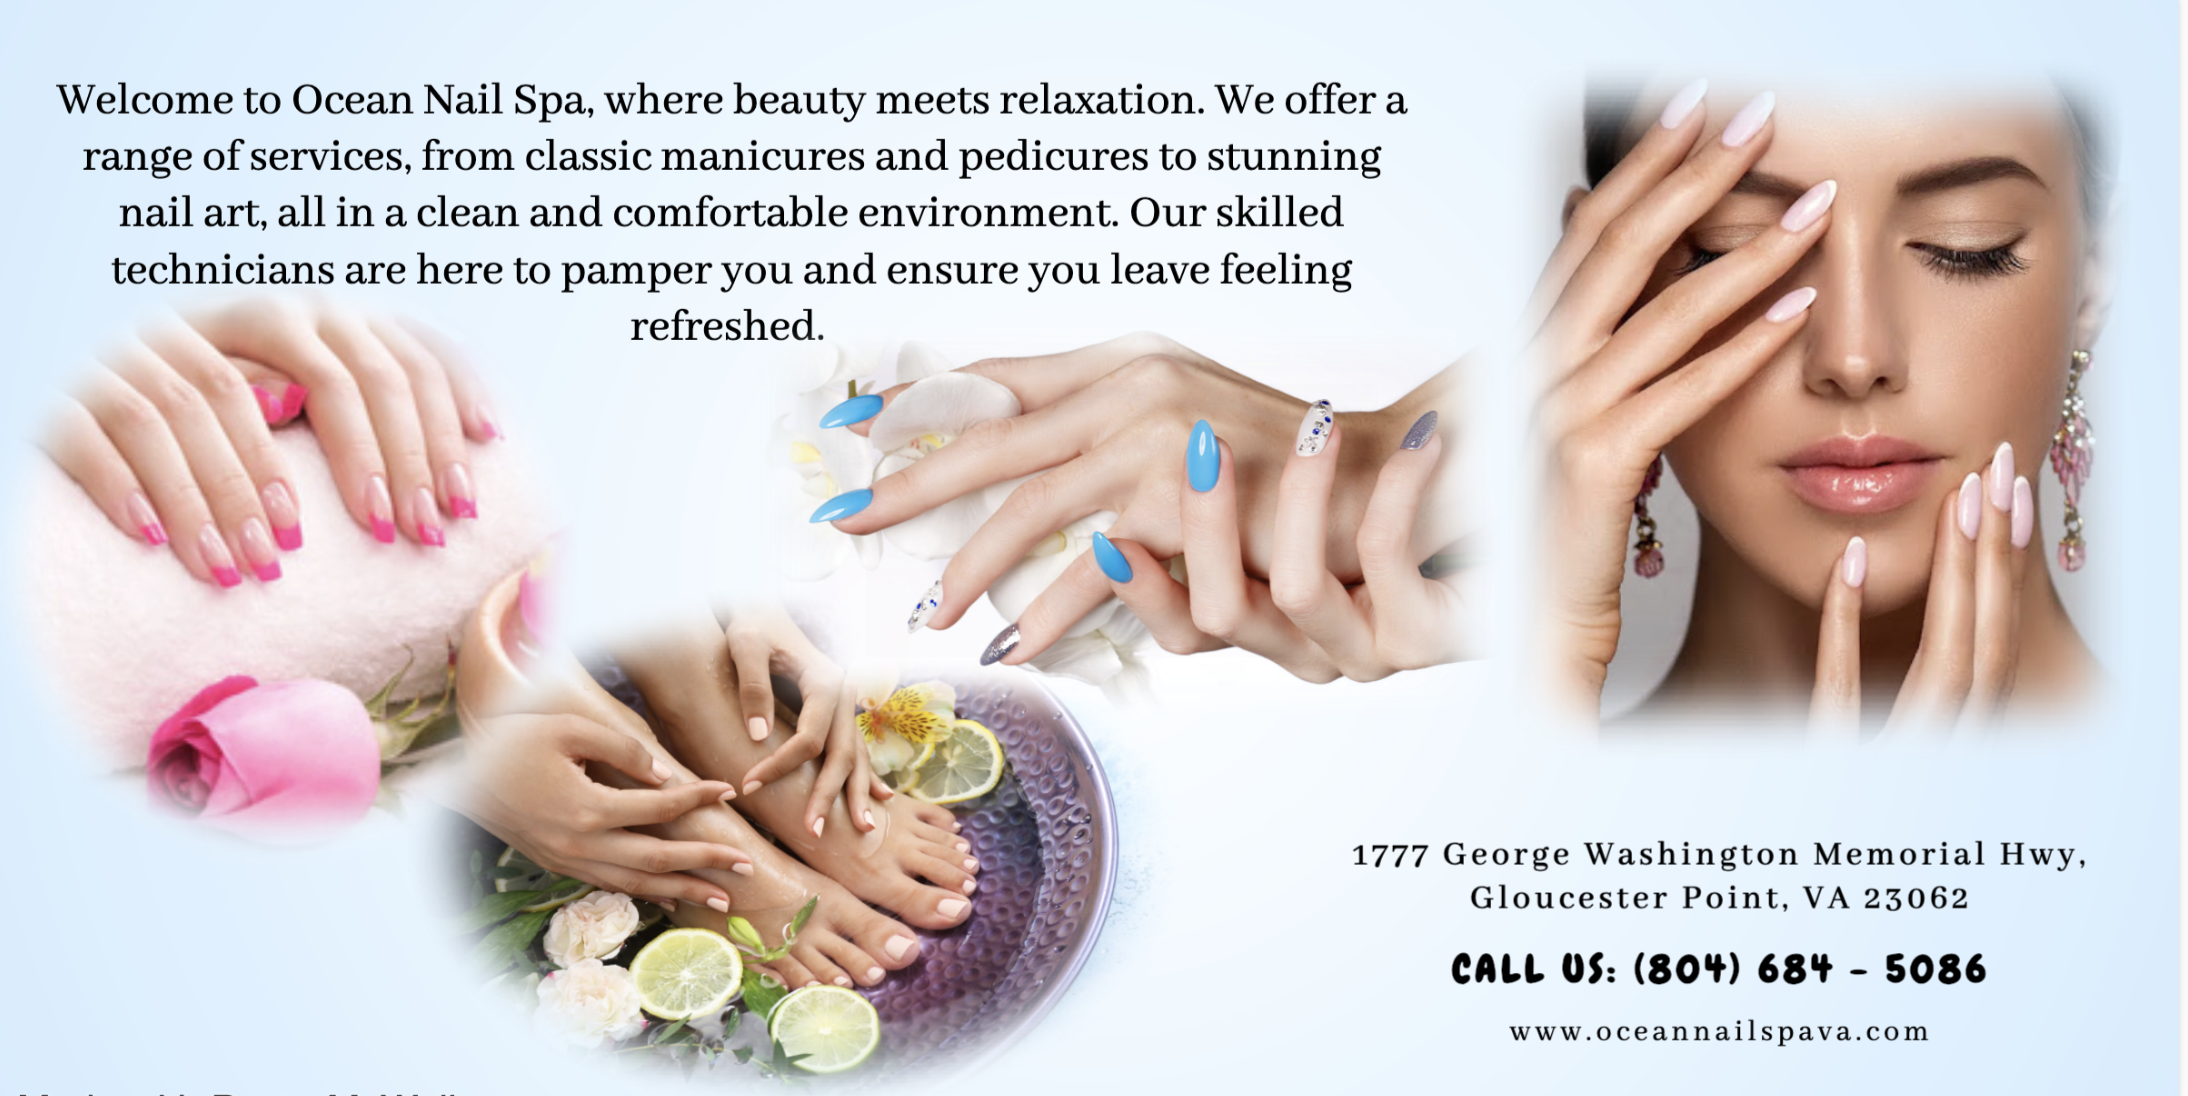 Welcome to Ocean Nail Spa, where beauty meets relaxation. We offer a
range of services, from classic manicures and pedicures to stunning
nail art, all in a clean and comfortable environment. Our skilled
technicians are here to pamper you and ensure you leave feeling
refreshed.
1777 George Washington Memorial Hwy,
Gloucester Point, VA 23062
CALL US: (804) 684 - 5086
www.oceannailspava.com